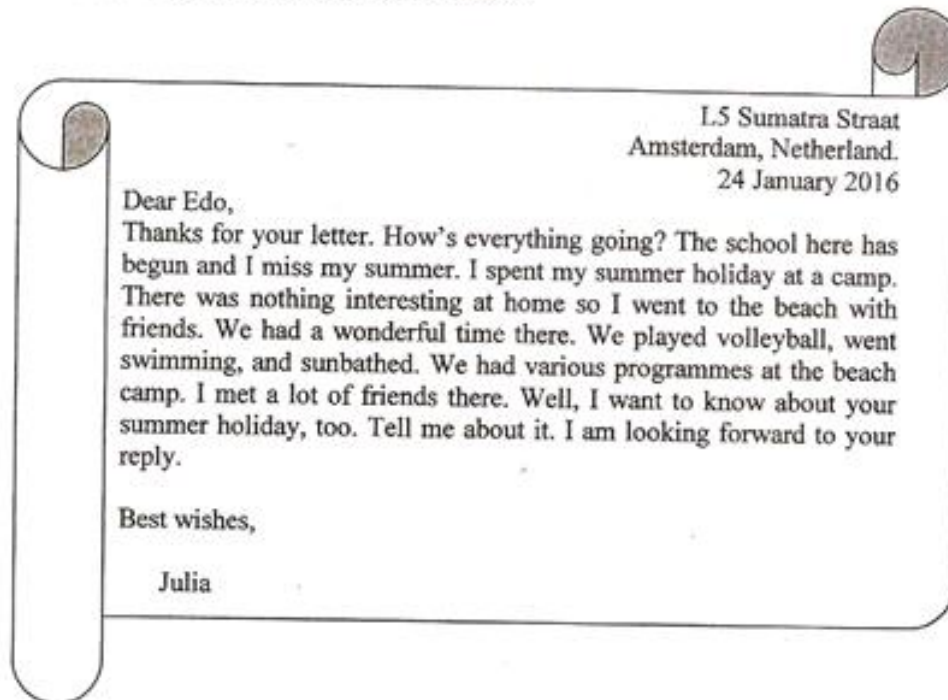 L5 Sumatra Straat
Amsterdam, Netherland.
24 January 2016
Dear Edo,
Thanks for your letter. How's everything going? The school here has
begun and I miss my summer. I spent my summer holiday at a camp.
There was nothing interesting at home so I went to the beach with
friends. We had a wonderful time there. We played volleyball, went
swimming, and sunbathed. We had various programmes at the beach
camp. I met a lot of friends there. Well, I want to know about your
summer holiday, too. Tell me about it. I am looking forward to your
reply.
Best wishes,
Julia